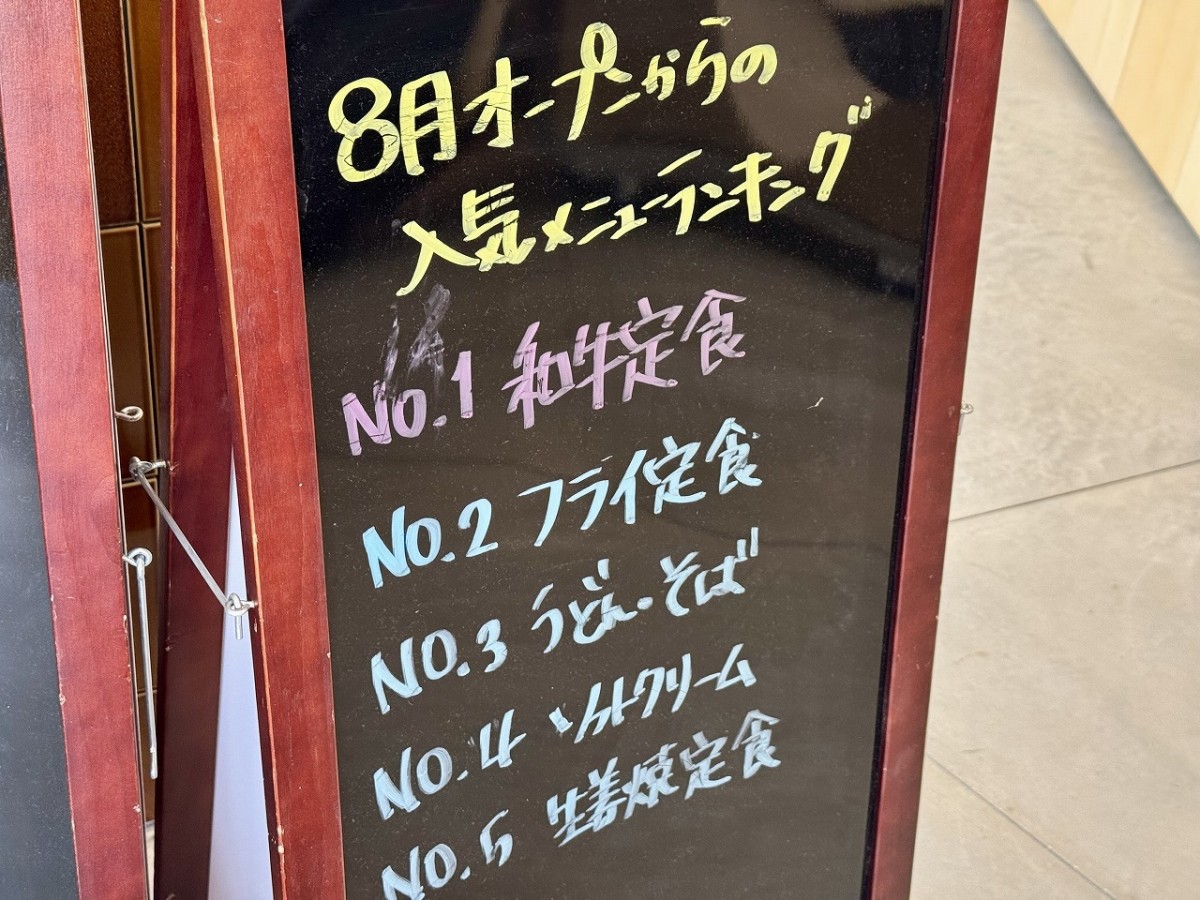 8月オープンからの
人気メニューランキング
No.1 和牛定食
NO.2 フライ定食
NO.3 うどん・そば
NO.4 ソフトクリーム
NO.5 生姜焼定食